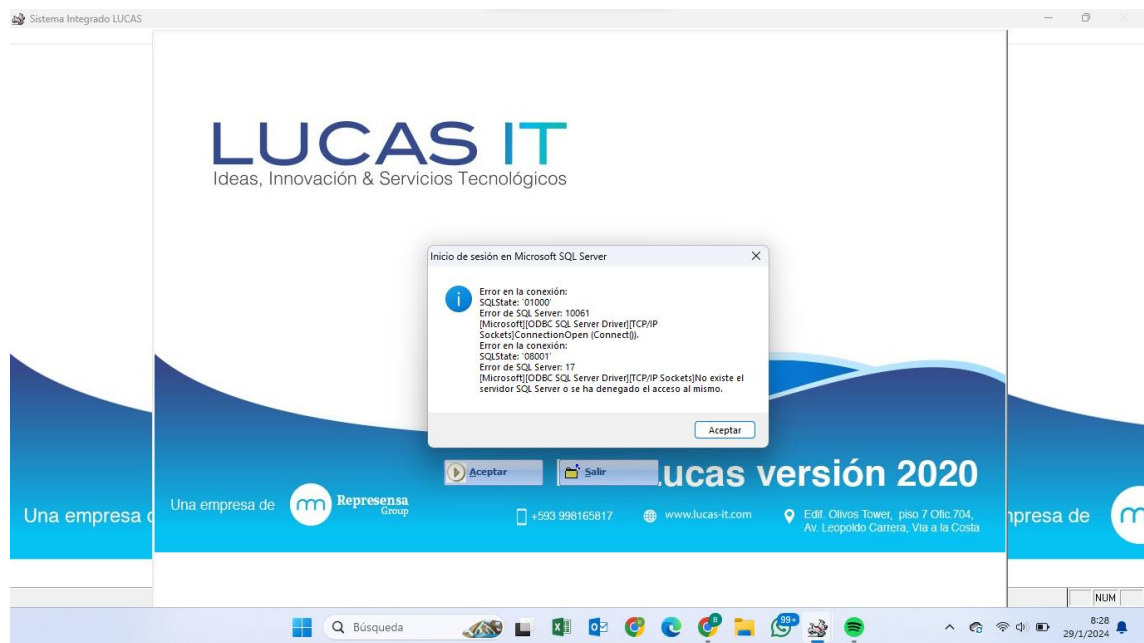 Sistema Integrado LUCAS
LUCAS IT
Ideas, Innovación & Servicios Tecnológicos
Inicio de sesión en Microsoft SQL Server
Error en la conexión:
SQLState: '01000'
Error de SQL Server: 10061
[Microsoft][ODBC SQL Server Driver][TCP/IP
Sockets]ConnectionOpen (Connect()).
Error en la conexión:
SQLState: '08001'
Error de SQL Server: 17
[Microsoft][ODBC SQL Server Driver][TCP/IP Sockets]No existe el
servidor SQL Server o se ha denegado el acceso al mismo.
Aceptar
Aceptar
Salir
ucas versión 2020
Una empresa d
Una empresa de
Represensa
Group
+593 998165817
www.lucas-it.com
Edif. Olivos Tower, piso 7 Ofic.704,
Av. Leopoldo Carrera, Vía a la Costa
npresa de
NUM
Búsqueda
99+
8:28
29/1/2024